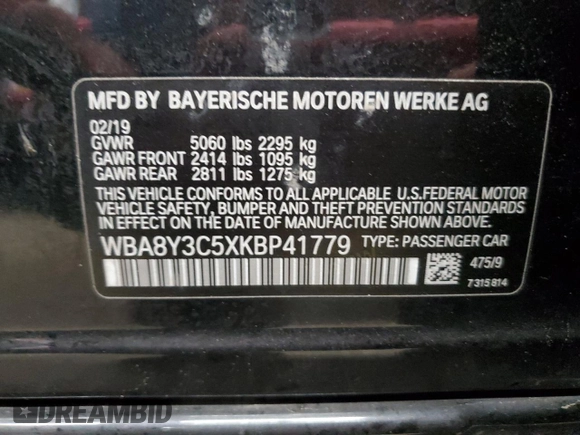 MFD BY BAYERISCHE MOTOREN WERKE AG
02/19
GVWR 5060 lbs 2295 kg
GAWR FRONT 2414 lbs 1095 kg
GAWR REAR 2811 lbs 1275 kg
THIS VEHICLE CONFORMS TO ALL APPLICABLE U.S.FEDERAL MOTOR
VEHICLE SAFETY, BUMPER AND THEFT PREVENTION STANDARDS
IN EFFECT ON THE DATE OF MANUFACTURE SHOWN ABOVE.
WBA8Y3C5XKBP41779 TYPE: PASSENGER CAR
475/9
7315814
DREAMBID